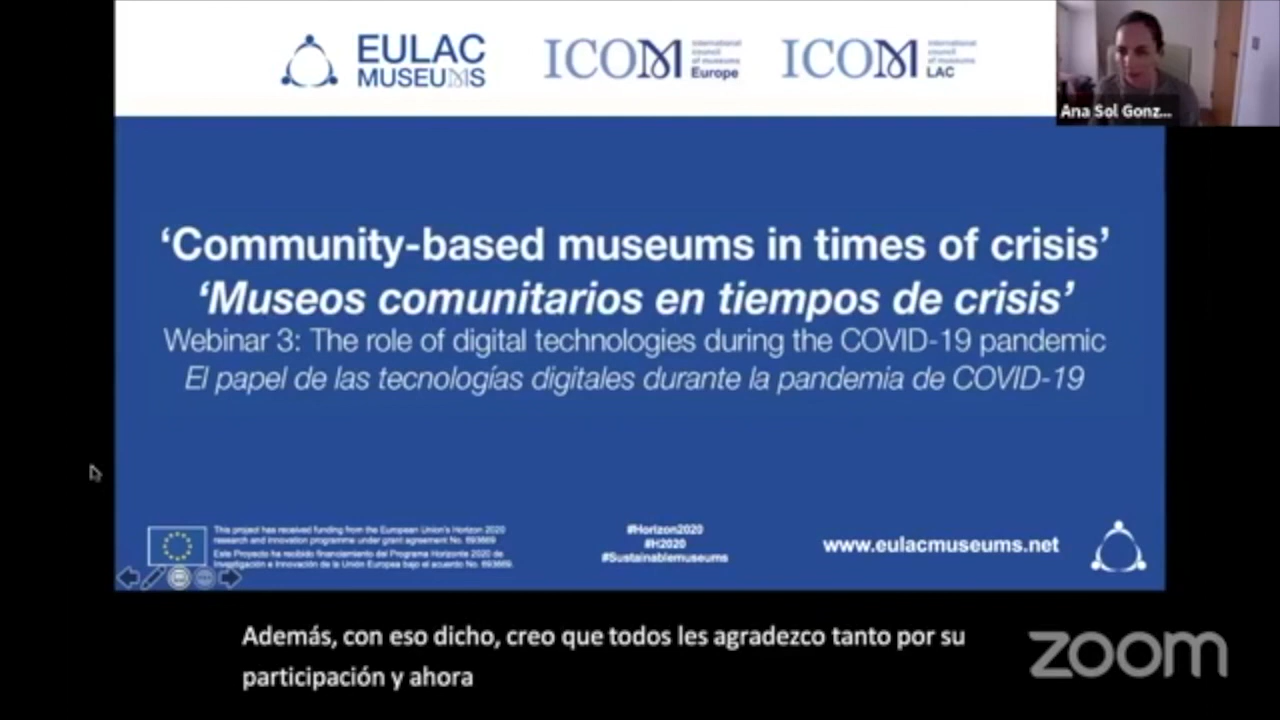 EULAC
MUSEUMS
ICOM
international
council
of museums
Europe
ICOM
international
council
of museums
LAC
Ana Sol Gonz...
‘Community-based museums in times of crisis’
‘Museos comunitarios en tiempos de crisis’
Webinar 3: The role of digital technologies during the COVID-19 pandemic
El papel de las tecnologías digitales durante la pandemia de COVID-19
This project has received funding from the European Union's Horizon 2020
research and innovation programme under grant agreement No. 693669
Este Proyecto ha recibido financiamiento del Programa Horizonte 2020 de
Investigación e Innovación de la Unión Europea bajo el acuerdo No. 693669.
#Horizon2020
#H2020
#Sustainablemuseums
www.eulacmuseums.net
Además, con eso dicho, creo que todos les agradezco tanto por su
participación y ahora
zoom